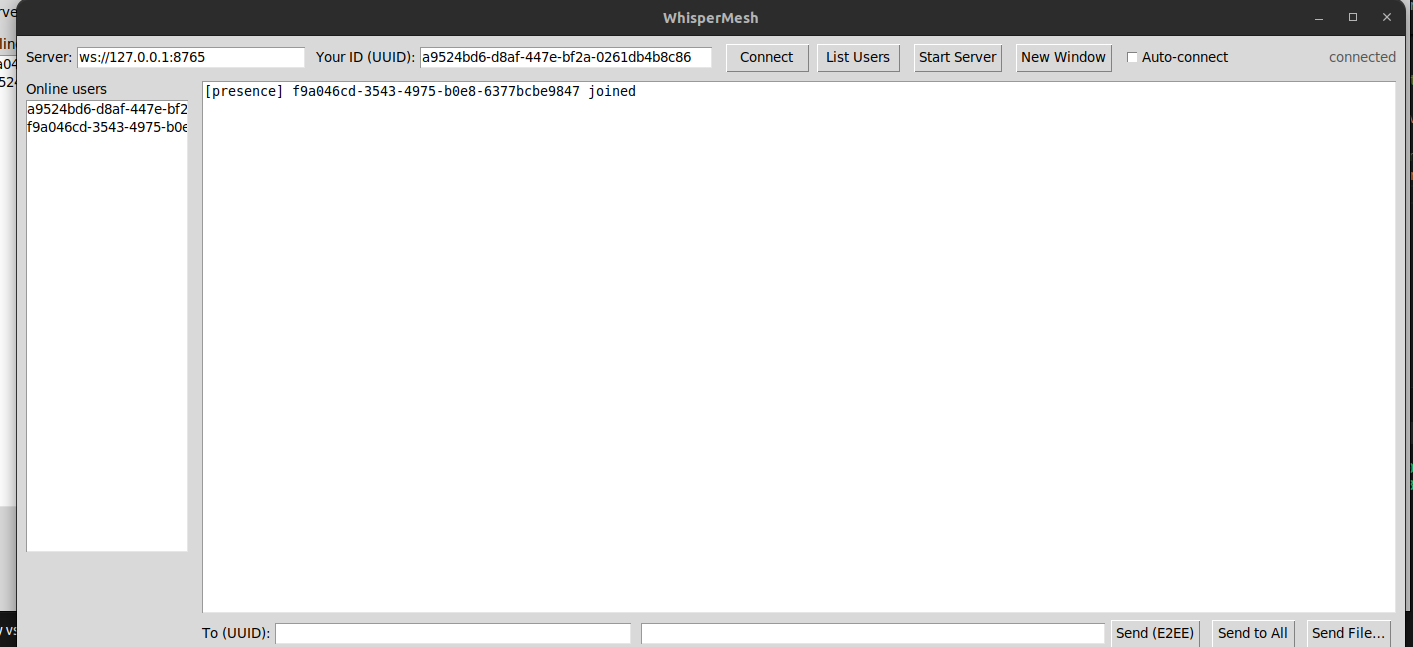 WhisperMesh
Server: ws://127.0.0.1:8765 Your ID (UUID): a9524bd6-d8af-447e-bf2a-0261db4b8c86 Connect List Users Start Server New Window Auto-connect connected
Online users
a9524bd6-d8af-447e-bf2
f9a046cd-3543-4975-b0e
[presence] f9a046cd-3543-4975-b0e8-6377bcbe9847 joined
To (UUID): Send (E2EE) Send to All Send File...